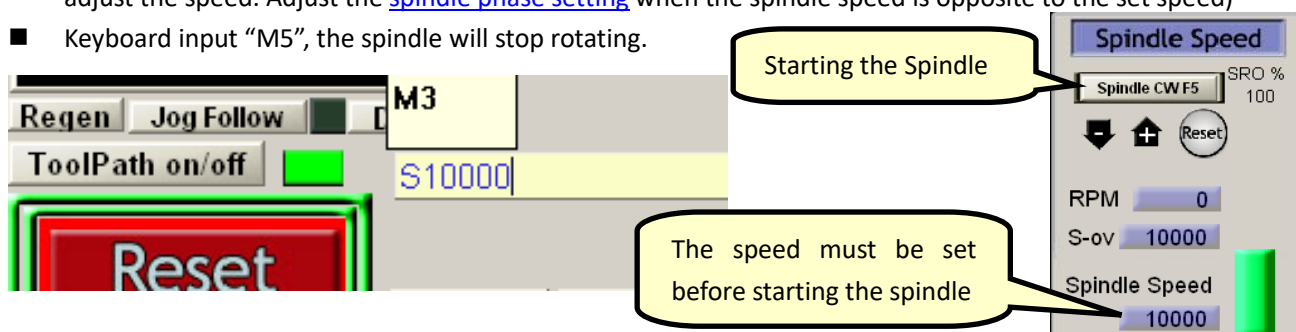 adjust the speed. Adjust the spindle phase setting when the spindle speed is opposite to the set speed)
■ Keyboard input “M5”, the spindle will stop rotating.
Starting the Spindle
Spindle Speed
Spindle CW F5
SRO %
100
Reset
RPM 0
S-ov 10000
Spindle Speed
10000
M3
Regen Jog Follow
ToolPath on/off
S10000
Reset
The speed must be set
before starting the spindle